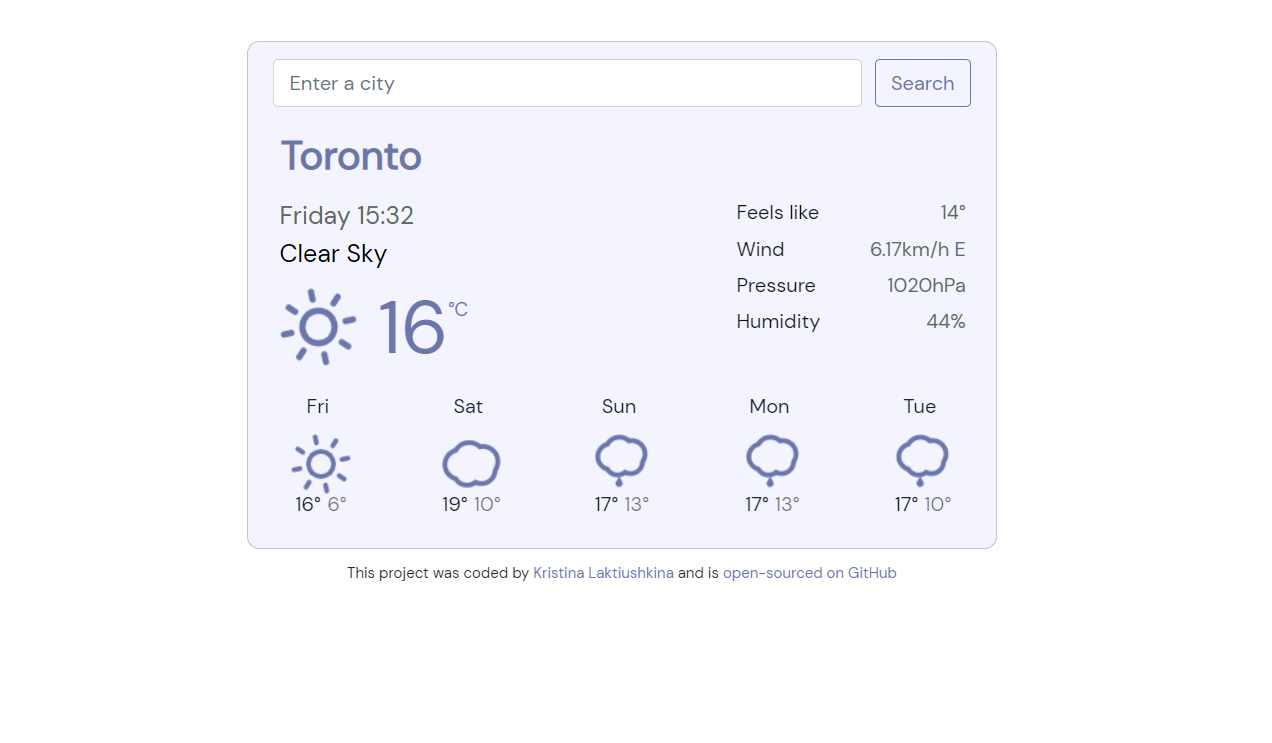 Enter a city
Search
Toronto
Friday 15:32
Clear Sky
16 °C
Feels like 14°
Wind 6.17km/h E
Pressure 1020hPa
Humidity 44%
Fri Sat Sun Mon Tue
16° 6° 19° 10° 17° 13° 17° 13° 17° 10°
This project was coded by Kristina Laktiushkina and is open-sourced on GitHub